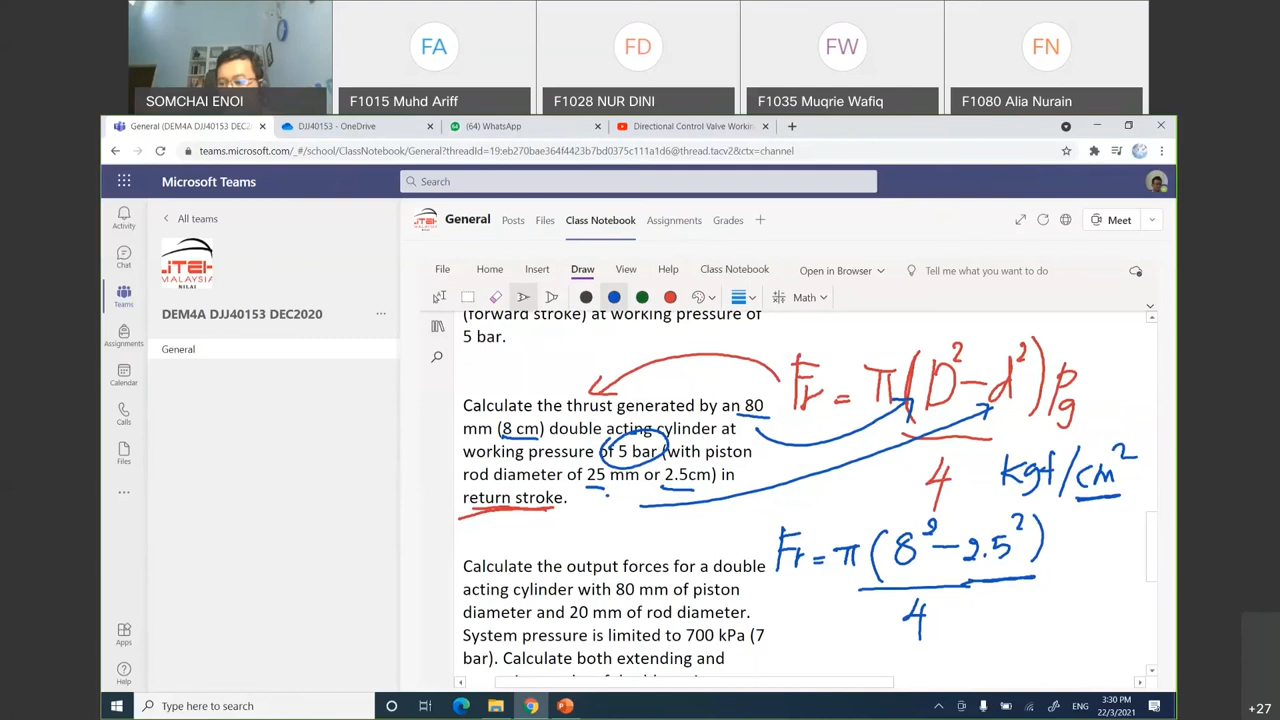 FA
FD
FW
FN
SOMCHAI ENOI
F1015 Muhd Ariff
F1028 NUR DINI
F1035 Muqrie Wafiq
F1080 Alia Nurain
General (DEM4A DJJ40153 DEC2
DJJ40153 - OneDrive
(64) WhatsApp
Directional Control Valve Workin
teams.microsoft.com/_#/school/ClassNotebook/General?threadId=19:eb270bae364f4423b7bd0375c111a1d6@thread.tacv2&ctx=channel
Microsoft Teams
Search
Activity
Chat
Teams
Assignments
Calendar
Calls
Files
Apps
Help
All teams
ITEK
MALAYSIA
NILAI
DEM4A DJJ40153 DEC2020
General
General
Posts
Files
Class Notebook
Assignments
Grades
Meet
File
Home
Insert
Draw
View
Help
Class Notebook
Open in Browser
Tell me what you want to do
Math
(forward stroke) at working pressure of
5 bar.
Calculate the thrust generated by an 80
mm (8 cm) double acting cylinder at
working pressure of 5 bar (with piston
rod diameter of 25 mm or 2.5cm) in
return stroke.
Calculate the output forces for a double
acting cylinder with 80 mm of piston
diameter and 20 mm of rod diameter.
System pressure is limited to 700 kPa (7
bar). Calculate both extending and
Fr = π(D²-d²)Pg
4
kgf/cm²
Fr = π(8²-2.5²)
4
Type here to search
ENG
3:30 PM
22/3/2021
+27